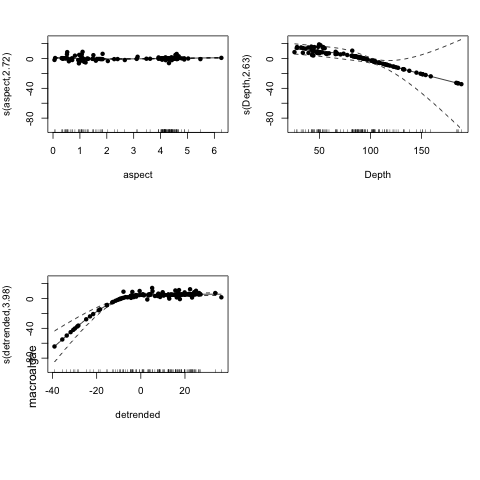 s(aspect,2.72)
0
-40
-80
0 1 2 3 4 5 6
aspect
s(Depth,2.63)
0
-40
-80
50 100 150
Depth
s(detrended,3.98)
macroalgae
0
-40
-80
-40 -20 0 20
detrended